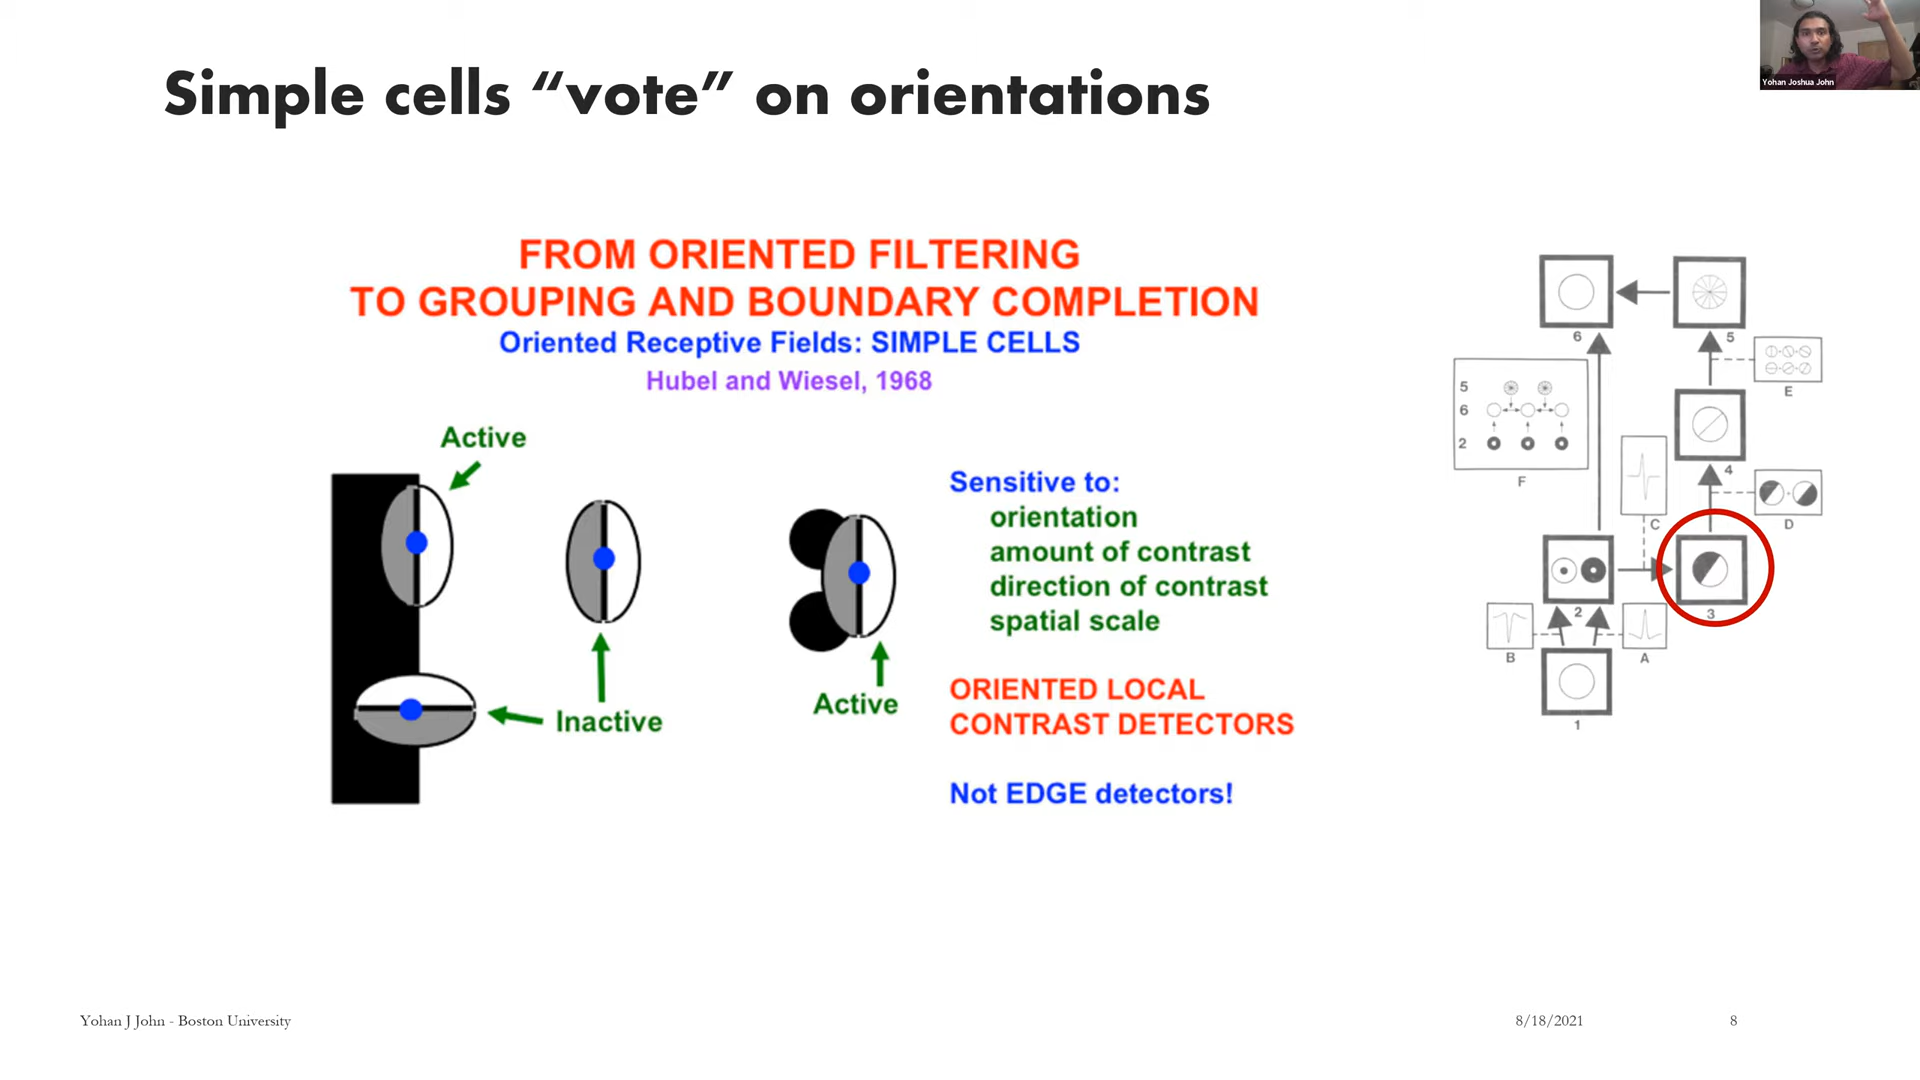 Yohan Joshua John
Simple cells “vote” on orientations
FROM ORIENTED FILTERING
TO GROUPING AND BOUNDARY COMPLETION
Oriented Receptive Fields: SIMPLE CELLS
Hubel and Wiesel, 1968
Active
Inactive
Active
Sensitive to:
orientation
amount of contrast
direction of contrast
spatial scale
ORIENTED LOCAL
CONTRAST DETECTORS
Not EDGE detectors!
6
5
E
5
6
2
F
4
C
D
2
3
B
A
1
Yohan J John - Boston University
8/18/2021
8